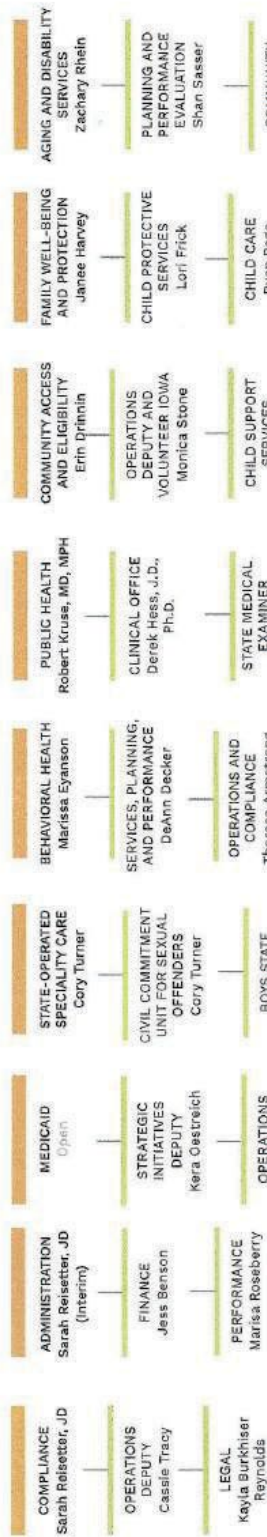 COMPLIANCE
Sarah Reisetter, JD
OPERATIONS
DEPUTY
Cassie Tracy
LEGAL
Kayla Burkhiser
Reynolds
ADMINISTRATION
Sarah Reisetter, JD
(Interim)
FINANCE
Jess Benson
PERFORMANCE
Marisa Roseberry
MEDICAID
Open
STRATEGIC
INITIATIVES
DEPUTY
Kera Oestreich
OPERATIONS
STATE-OPERATED
SPECIALITY CARE
Cory Turner
CIVIL COMMITMENT
UNIT FOR SEXUAL
OFFENDERS
Cory Turner
BOYS STATE
BEHAVIORAL HEALTH
Marissa Eyanson
SERVICES, PLANNING,
AND PERFORMANCE
DeAnn Decker
OPERATIONS AND
COMPLIANCE
PUBLIC HEALTH
Robert Kruse, MD, MPH
CLINICAL OFFICE
Derek Hess, J.D.,
Ph.D.
STATE MEDICAL
EXAMINER
COMMUNITY ACCESS
AND ELIGIBILITY
Erin Drinnin
OPERATIONS
DEPUTY AND
VOLUNTEER IOWA
Monica Stone
CHILD SUPPORT
SERVICES
FAMILY WELL-BEING
AND PROTECTION
Janee Harvey
CHILD PROTECTIVE
SERVICES
Lori Frick
CHILD CARE
AGING AND DISABILITY
SERVICES
Zachary Rhein
PLANNING AND
PERFORMANCE
EVALUATION
Shan Sasser